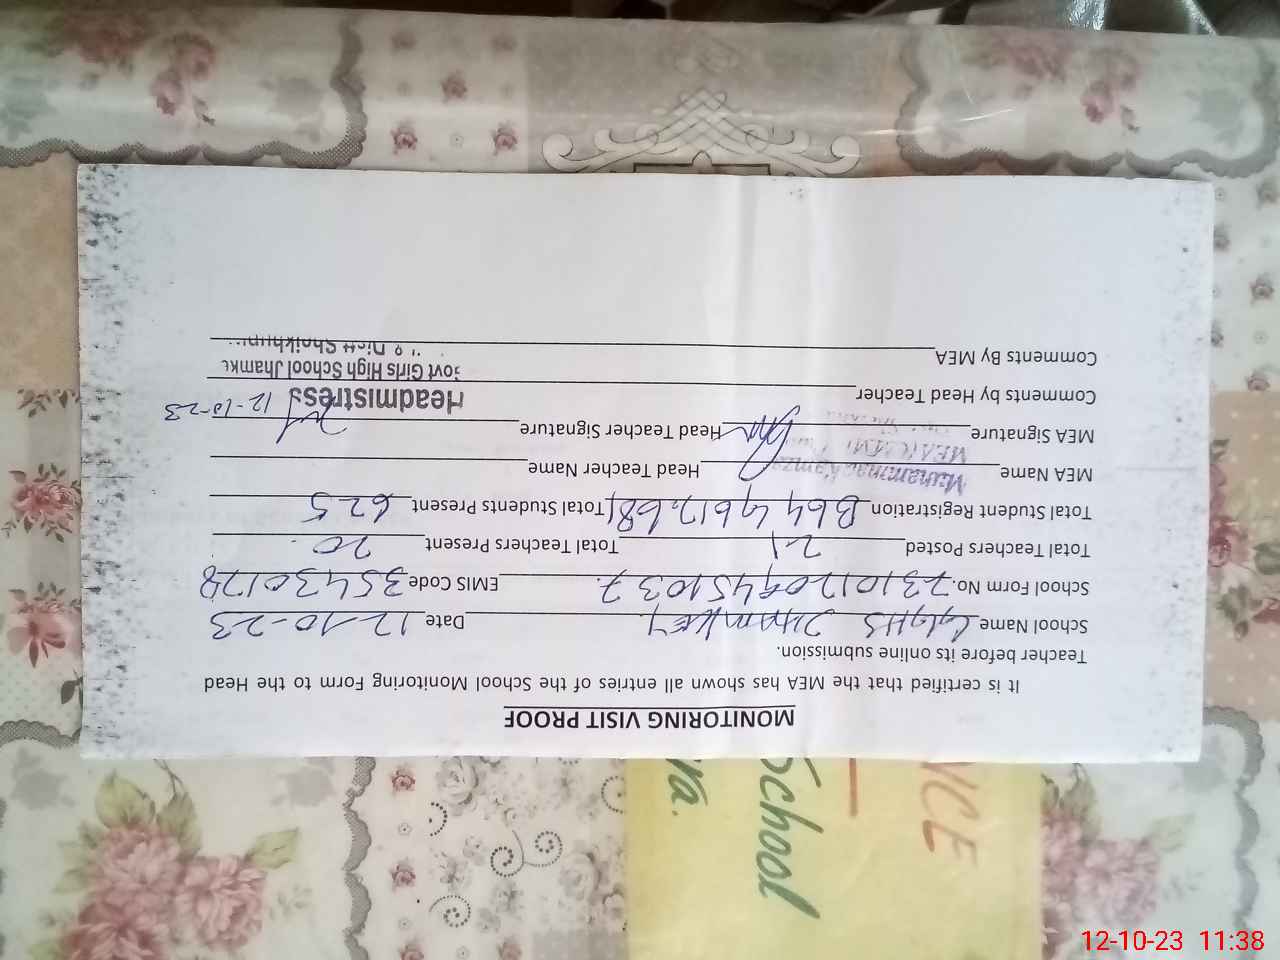 MONITORING VISIT PROOF
It is certified that the MEA has shown all entries of the School Monitoring Form to the Head
Teacher before its online submission.
School Name GGHS Jhamkey Date 12-10-23
School Form No. 73101209451037 EMIS Code 35430178
Total Teachers Posted 21 Total Teachers Present 20
Total Student Registration Total Students Present 625
MEA Name Head Teacher Name
MEA Signature Head Teacher Signature 12-10-23
Headmistress
Comments by Head Teacher
Govt Girls High School Jhamke
Comments By MEA
School
12-10-23 11:38